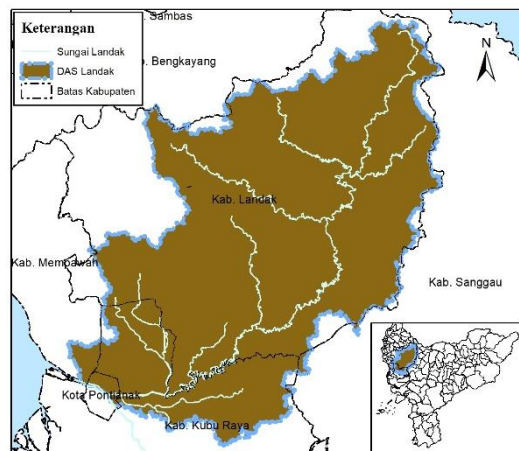 Keterangan
Sungai Landak
DAS Landak
Batas Kabupaten
. Sambas
b. Bengkayang
N
Kab. Landak
Kab. Mempawah
Kab. Sanggau
Kota Pontianak
Kab. Kubu Raya